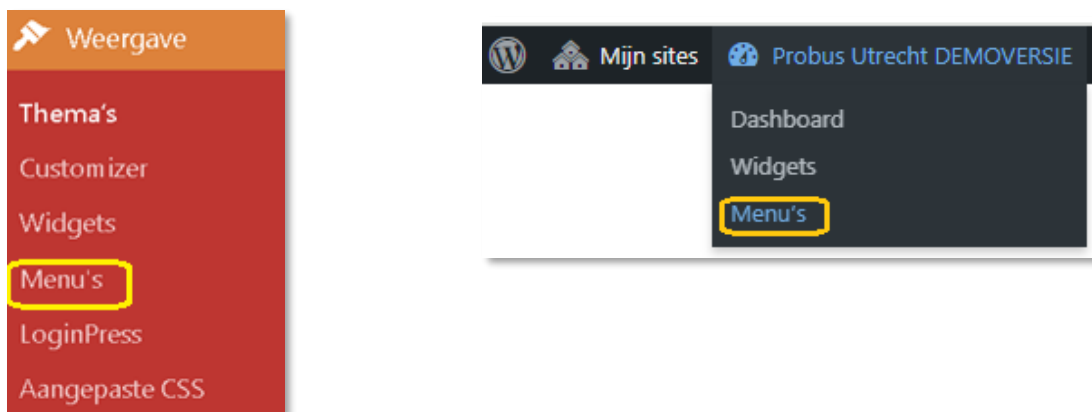 Weergave
Thema's
Customizer
Widgets
Menu's
LoginPress
Aangepaste CSS
Mijn sites Probus Utrecht DEMOVERSIE
Dashboard
Widgets
Menu's